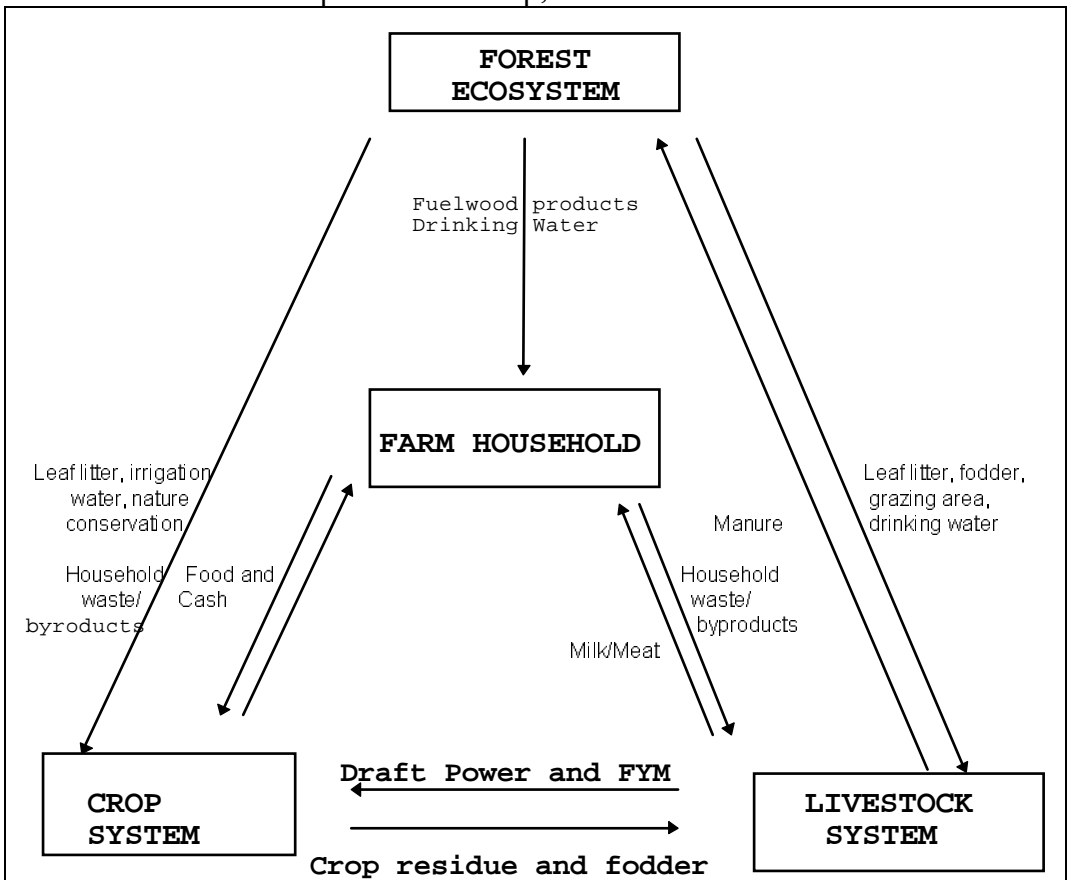 FOREST
ECOSYSTEM
Fuelwood products
Drinking Water
FARM HOUSEHOLD
Leaf litter, irrigation
water, nature
conservation
Leaf litter, fodder,
grazing area,
drinking water
Manure
Household
waste/
byroducts
Food and
Cash
Household
waste/
byproducts
Milk/Meat
Draft Power and FYM
CROP
SYSTEM
LIVESTOCK
SYSTEM
Crop residue and fodder